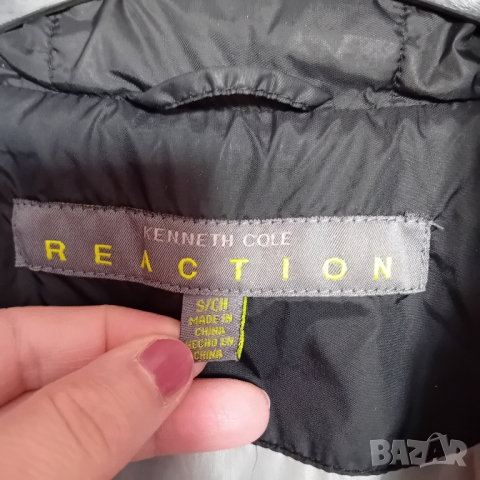 KENNETH COLE
REACTION
S/CH
MADE IN
CHINA
HECHO EN
CHINA
BAZAR